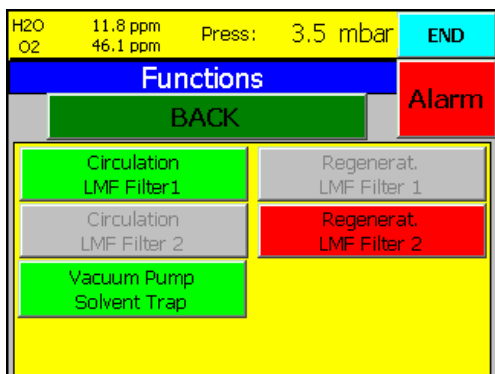 H2O 11.8 ppm Press: 3.5 mbar END
O2 46.1 ppm
Functions
Alarm
BACK
Circulation
LMF Filter1
Regenerat.
LMF Filter 1
Circulation
LMF Filter 2
Regenerat.
LMF Filter 2
Vacuum Pump
Solvent Trap